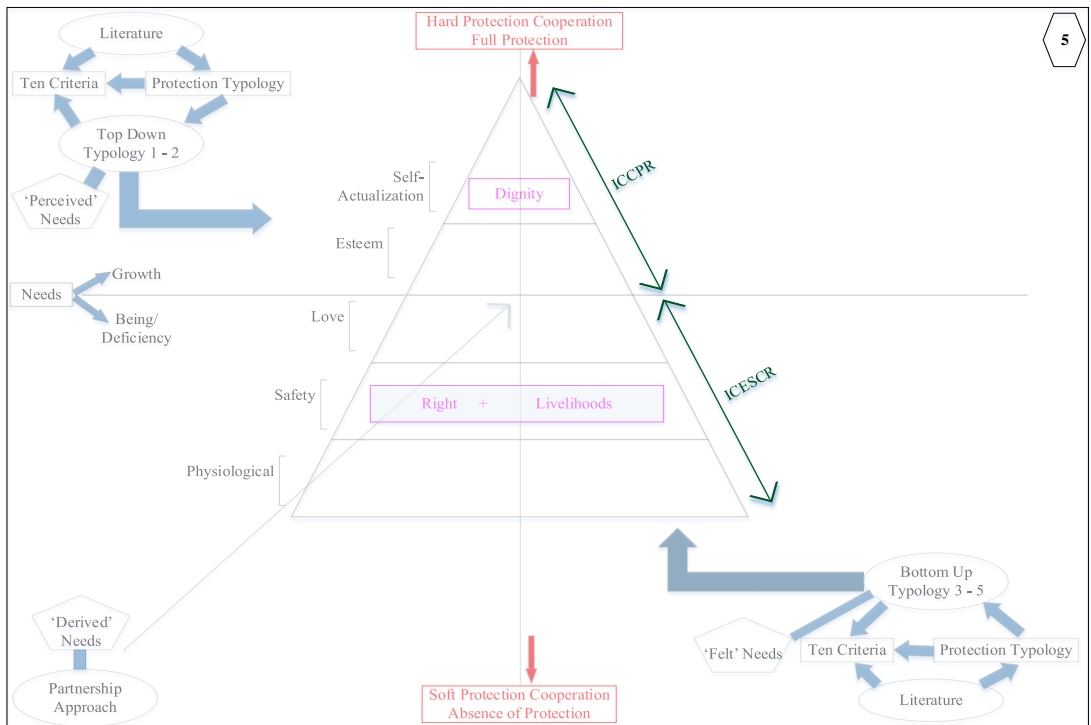 Hard Protection Cooperation
Full Protection
5
Literature
Ten Criteria
Protection Typology
Top Down
Typology 1 - 2
‘Perceived’
Needs
Self-
Actualization
Dignity
ICCPR
Esteem
Needs
Growth
Being/
Deficiency
Love
ICESCR
Safety
Right + Livelihoods
Physiological
Bottom Up
Typology 3 - 5
‘Derived’
Needs
‘Felt’ Needs
Ten Criteria
Protection Typology
Partnership
Approach
Soft Protection Cooperation
Absence of Protection
Literature